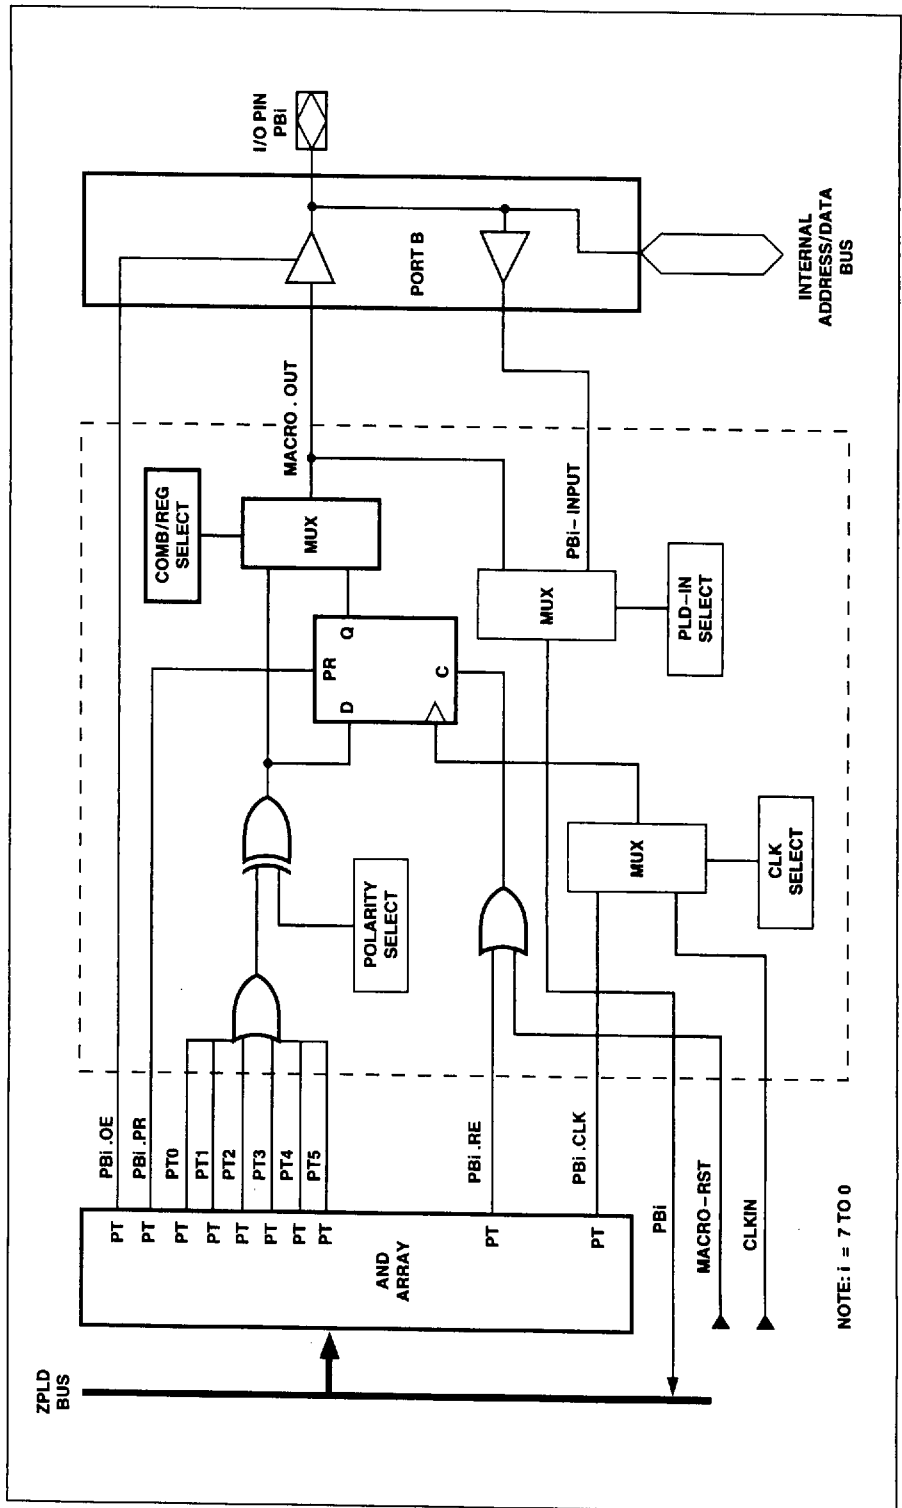 ZPLD
BUS
AND
ARRAY
PT
PT
PT
PT
PT
PT
PT
PT
PT
PT
PBi .OE
PBi .PR
PT0
PT1
PT2
PT3
PT4
PT5
PBi .RE
PBi .CLK
PBi
MACRO–RST
CLKIN
POLARITY
SELECT
D
PR
Q
C
COMB/REG
SELECT
MUX
MUX
PLD–IN
SELECT
MUX
CLK
SELECT
MACRO . OUT
PBi – INPUT
PORT B
I/O PIN
PBi
INTERNAL
ADDRESS/DATA
BUS
NOTE: i = 7 TO 0